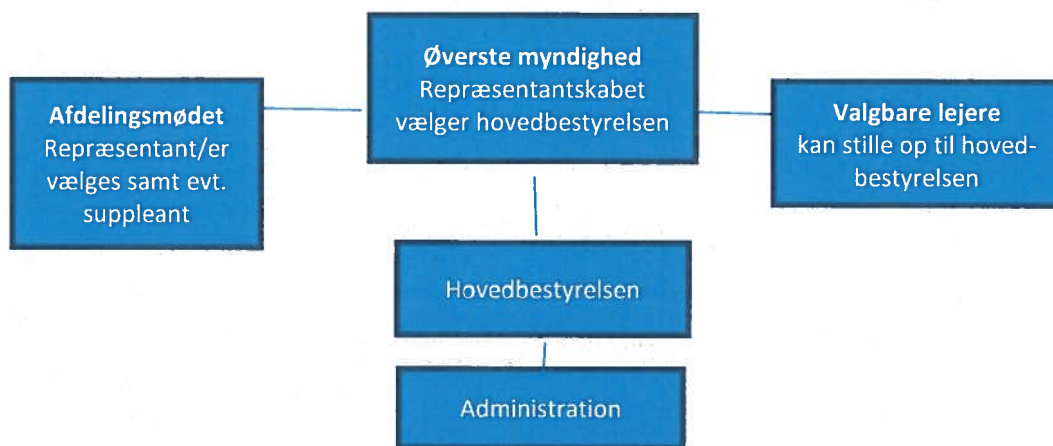 Øverste myndighed
Repræsentantskabet
vælger hovedbestyrelsen
Afdelingsmødet
Repræsentant/er
vælges samt evt.
suppleant
Valgbare lejere
kan stille op til hoved-
bestyrelsen
Hovedbestyrelsen
Administration